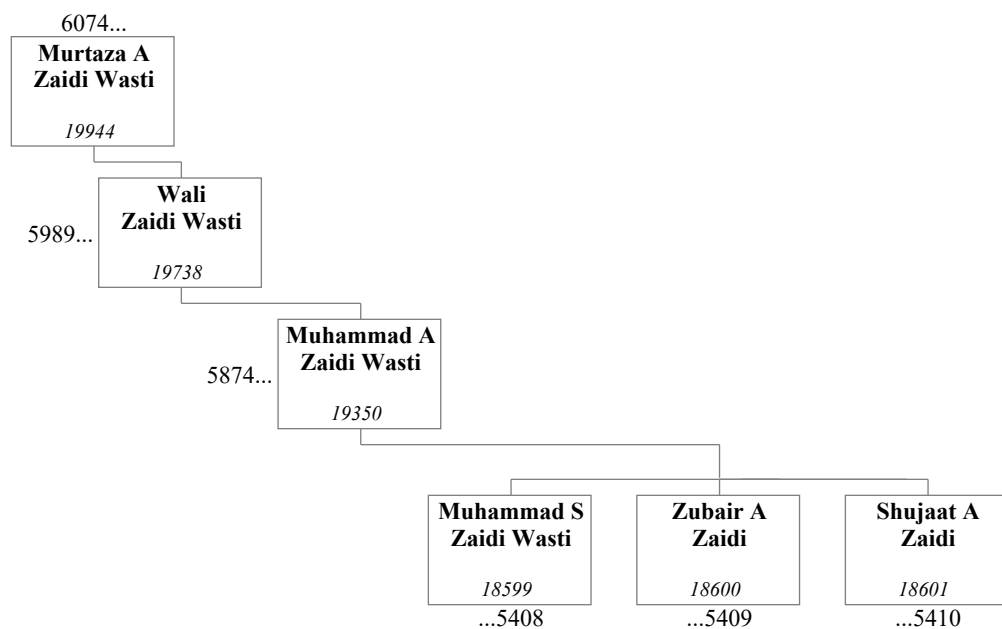 6074...
Murtaza A
Zaidi Wasti
19944
Wali
Zaidi Wasti
5989...
19738
Muhammad A
Zaidi Wasti
5874...
19350
Muhammad S
Zaidi Wasti
18599
...5408
Zubair A
Zaidi
18600
...5409
Shujaat A
Zaidi
18601
...5410